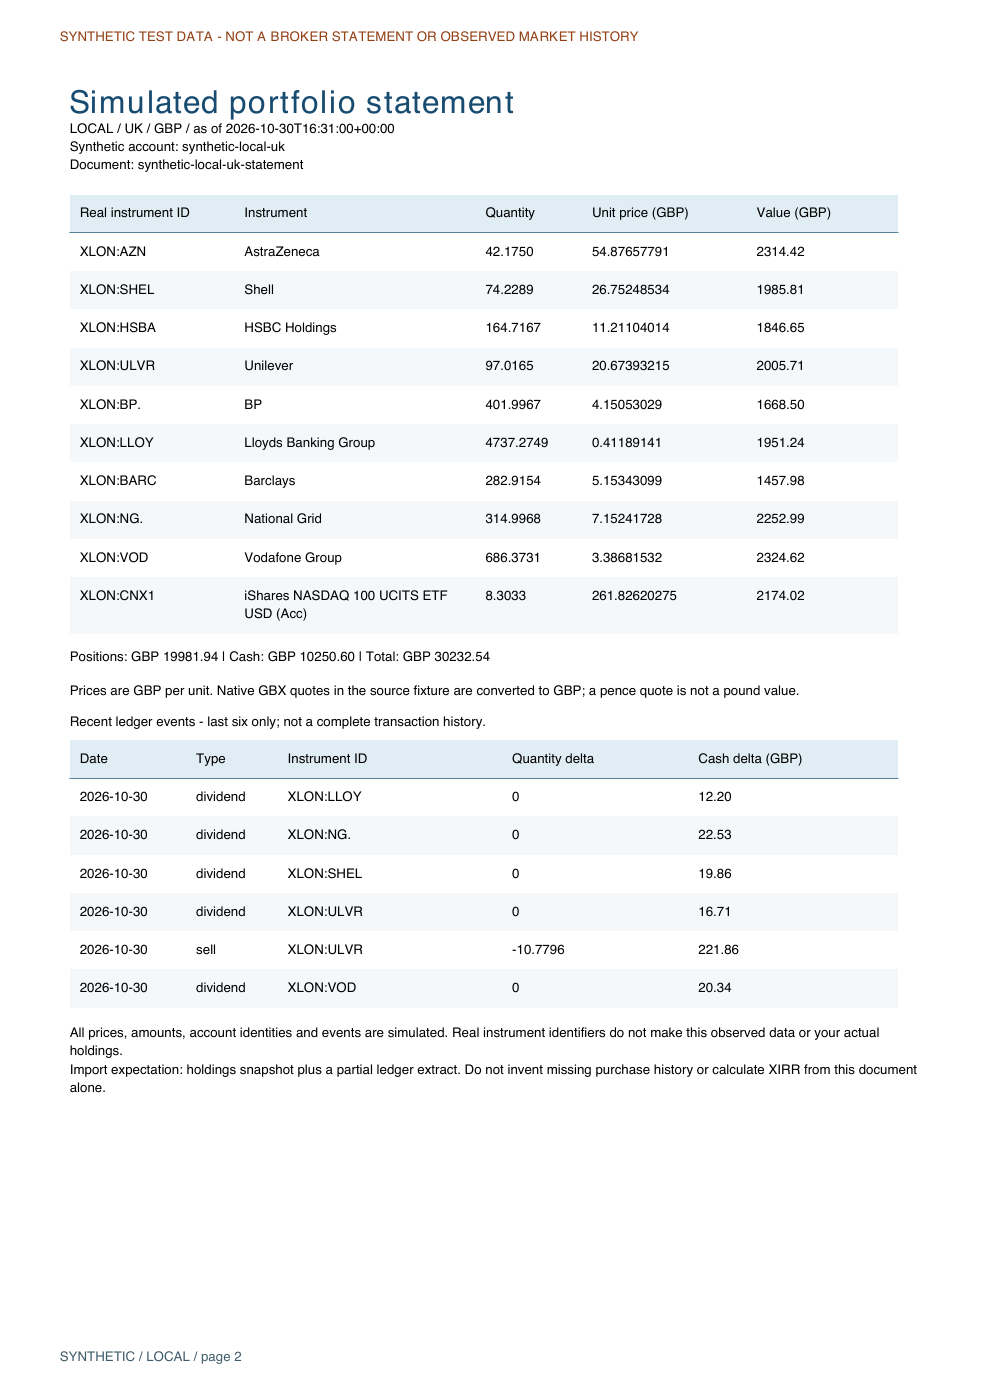 SYNTHETIC TEST DATA - NOT A BROKER STATEMENT OR OBSERVED MARKET HISTORY
Simulated portfolio statement
LOCAL / UK / GBP / as of 2026-10-30T16:31:00+00:00
Synthetic account: synthetic-local-uk
Document: synthetic-local-uk-statement
Real instrument ID Instrument Quantity Unit price (GBP) Value (GBP)
XLON:AZN AstraZeneca 42.1750 54.87657791 2314.42
XLON:SHEL Shell 74.2289 26.75248534 1985.81
XLON:HSBA HSBC Holdings 164.7167 11.21104014 1846.65
XLON:ULVR Unilever 97.0165 20.67393215 2005.71
XLON:BP. BP 401.9967 4.15053029 1668.50
XLON:LLOY Lloyds Banking Group 4737.2749 0.41189141 1951.24
XLON:BARC Barclays 282.9154 5.15343099 1457.98
XLON:NG. National Grid 314.9968 7.15241728 2252.99
XLON:VOD Vodafone Group 686.3731 3.38681532 2324.62
XLON:CNX1 iShares NASDAQ 100 UCITS ETF 8.3033 261.82620275 2174.02
USD (Acc)
Positions: GBP 19981.94 | Cash: GBP 10250.60 | Total: GBP 30232.54
Prices are GBP per unit. Native GBX quotes in the source fixture are converted to GBP; a pence quote is not a pound value.
Recent ledger events - last six only; not a complete transaction history.
Date Type Instrument ID Quantity delta Cash delta (GBP)
2026-10-30 dividend XLON:LLOY 0 12.20
2026-10-30 dividend XLON:NG. 0 22.53
2026-10-30 dividend XLON:SHEL 0 19.86
2026-10-30 dividend XLON:ULVR 0 16.71
2026-10-30 sell XLON:ULVR -10.7796 221.86
2026-10-30 dividend XLON:VOD 0 20.34
All prices, amounts, account identities and events are simulated. Real instrument identifiers do not make this observed data or your actual
holdings.
Import expectation: holdings snapshot plus a partial ledger extract. Do not invent missing purchase history or calculate XIRR from this document
alone.
SYNTHETIC / LOCAL / page 2